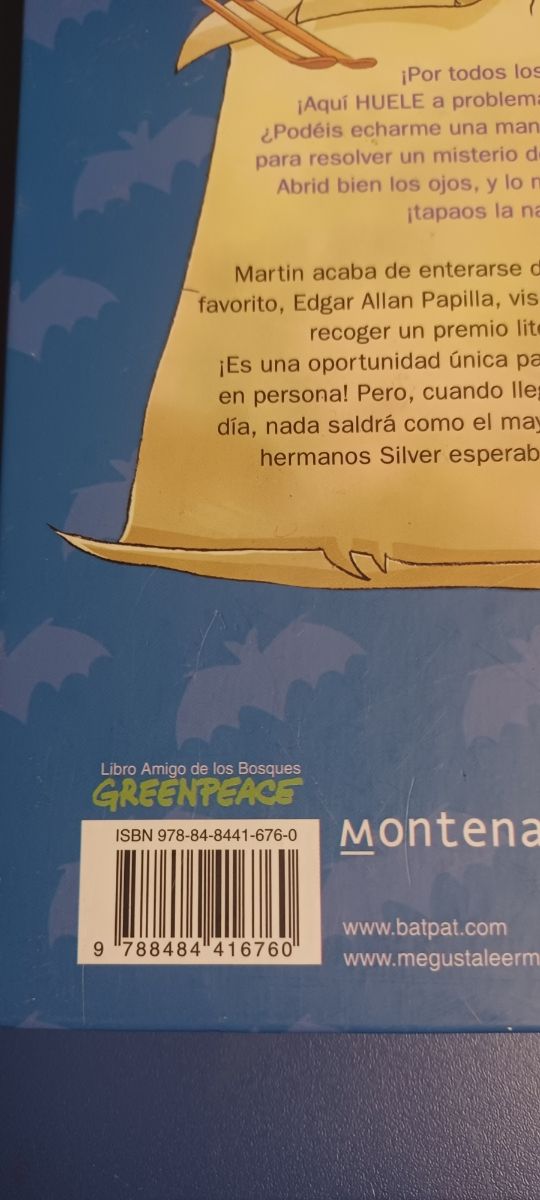 ¡Por todos los
¡Aquí HUELE a problema
¿Podéis echarme una man
para resolver un misterio d
Abrid bien los ojos, y lo m
¡tapaos la na
Martin acaba de enterarse d
favorito, Edgar Allan Papilla, vis
recoger un premio lite
¡Es una oportunidad única pa
en persona! Pero, cuando lleg
día, nada saldrá como el may
hermanos Silver esperab
Libro Amigo de los Bosques
GREENPEACE
ISBN 978-84-8441-676-0
9 788484 416760
Montena
www.batpat.com
www.megustaleerm